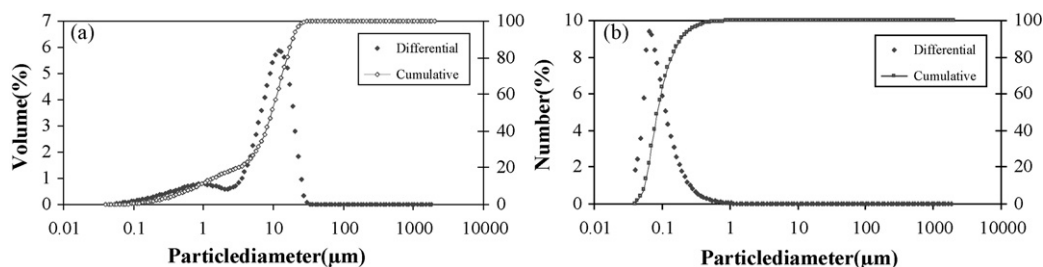 (a)
Volume(%)
7
6
5
4
3
2
1
0
100
80
60
40
20
0
Differential
Cumulative
0.01 0.1 1 10 100 1000 10000
Particlediameter(µm)
(b)
Number(%)
10
8
6
4
2
0
100
80
60
40
20
0
Differential
Cumulative
0.01 0.1 1 10 100 1000 10000
Particlediameter(µm)